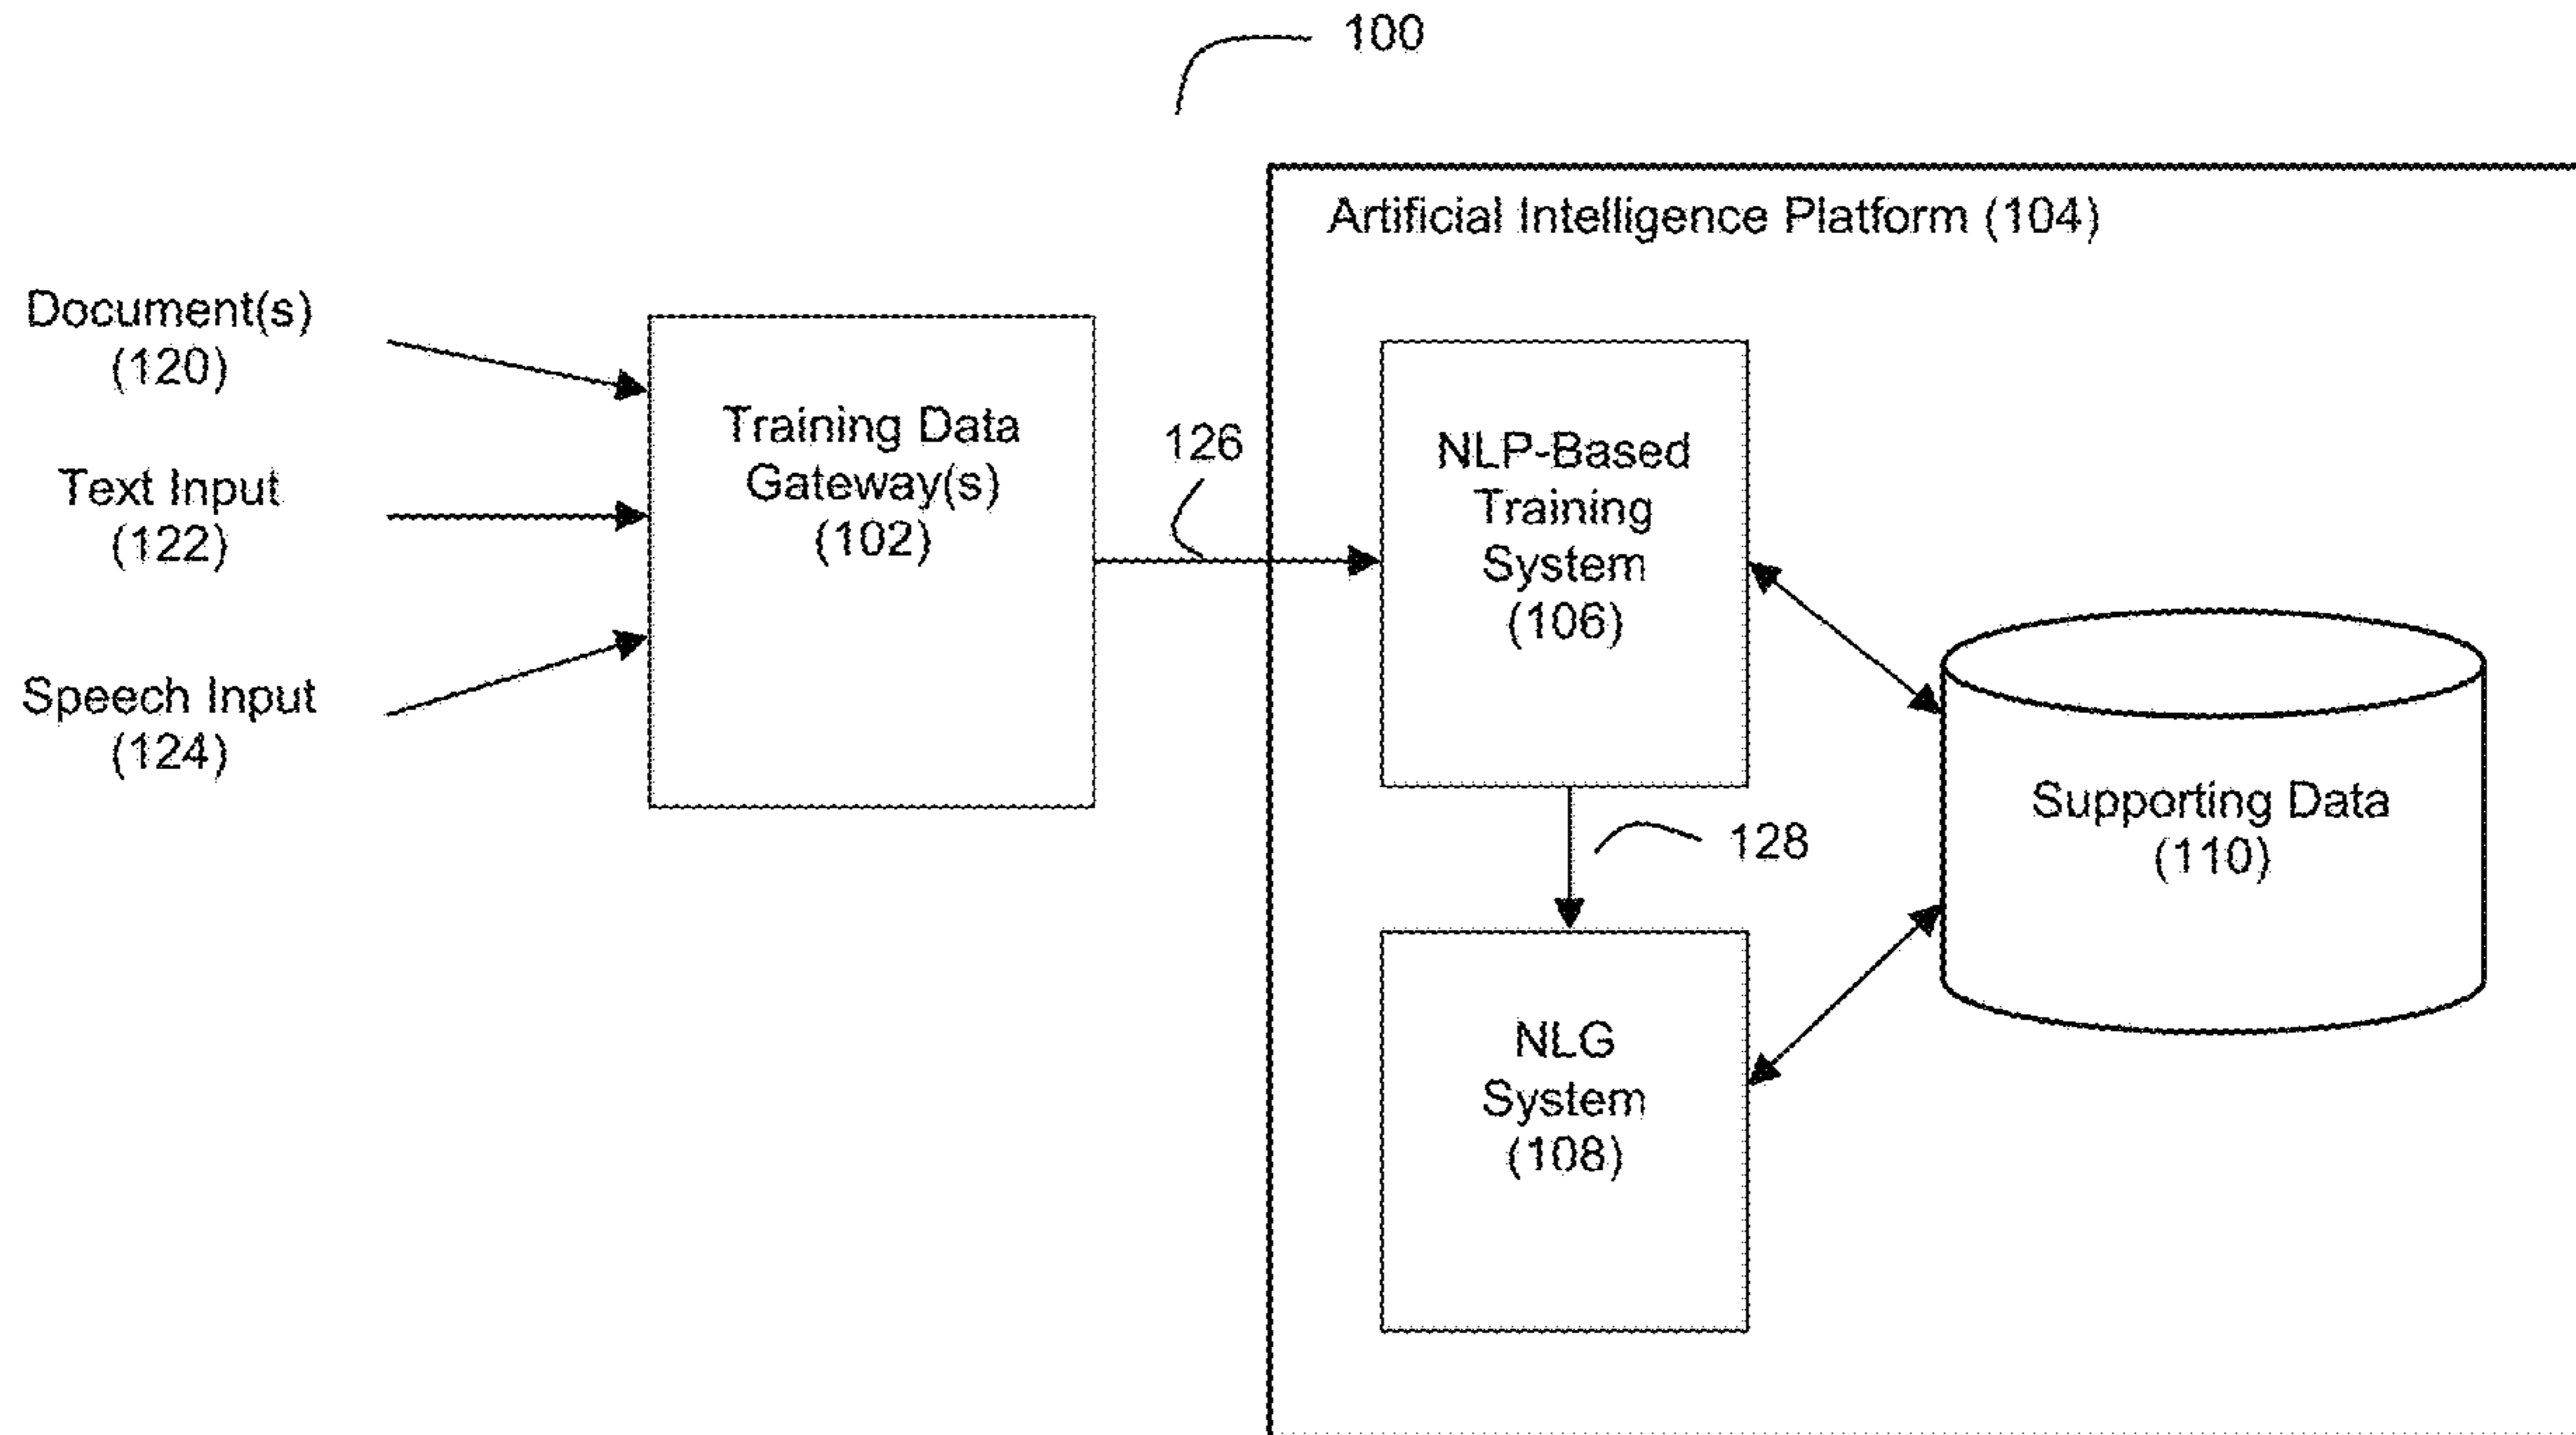 100
Artificial Intelligence Platform (104)
Document(s)
(120)
Text Input
(122)
Speech Input
(124)
Training Data
Gateway(s)
(102)
126
NLP-Based
Training
System
(106)
128
NLG
System
(108)
Supporting Data
(110)